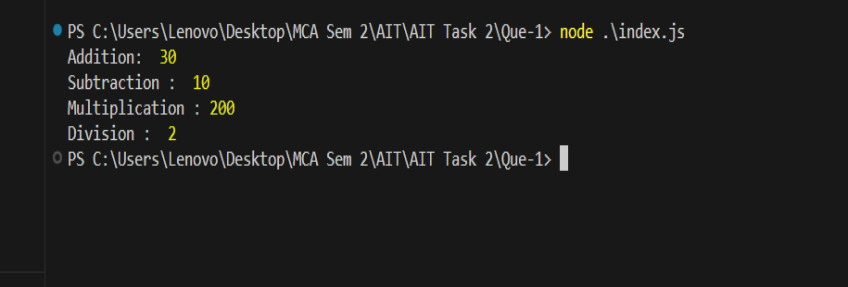 PS C:\Users\Lenovo\Desktop\MCA Sem 2\AIT\AIT Task 2\Que-1> node .\index.js
Addition:  30
Subtraction :  10
Multiplication : 200
Division :  2
PS C:\Users\Lenovo\Desktop\MCA Sem 2\AIT\AIT Task 2\Que-1>